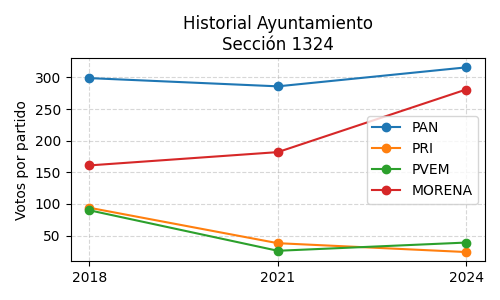 Historial Ayuntamiento
Sección 1324
Votos por partido
300
250
200
150
100
50
2018
2021
2024
PAN
PRI
PVEM
MORENA